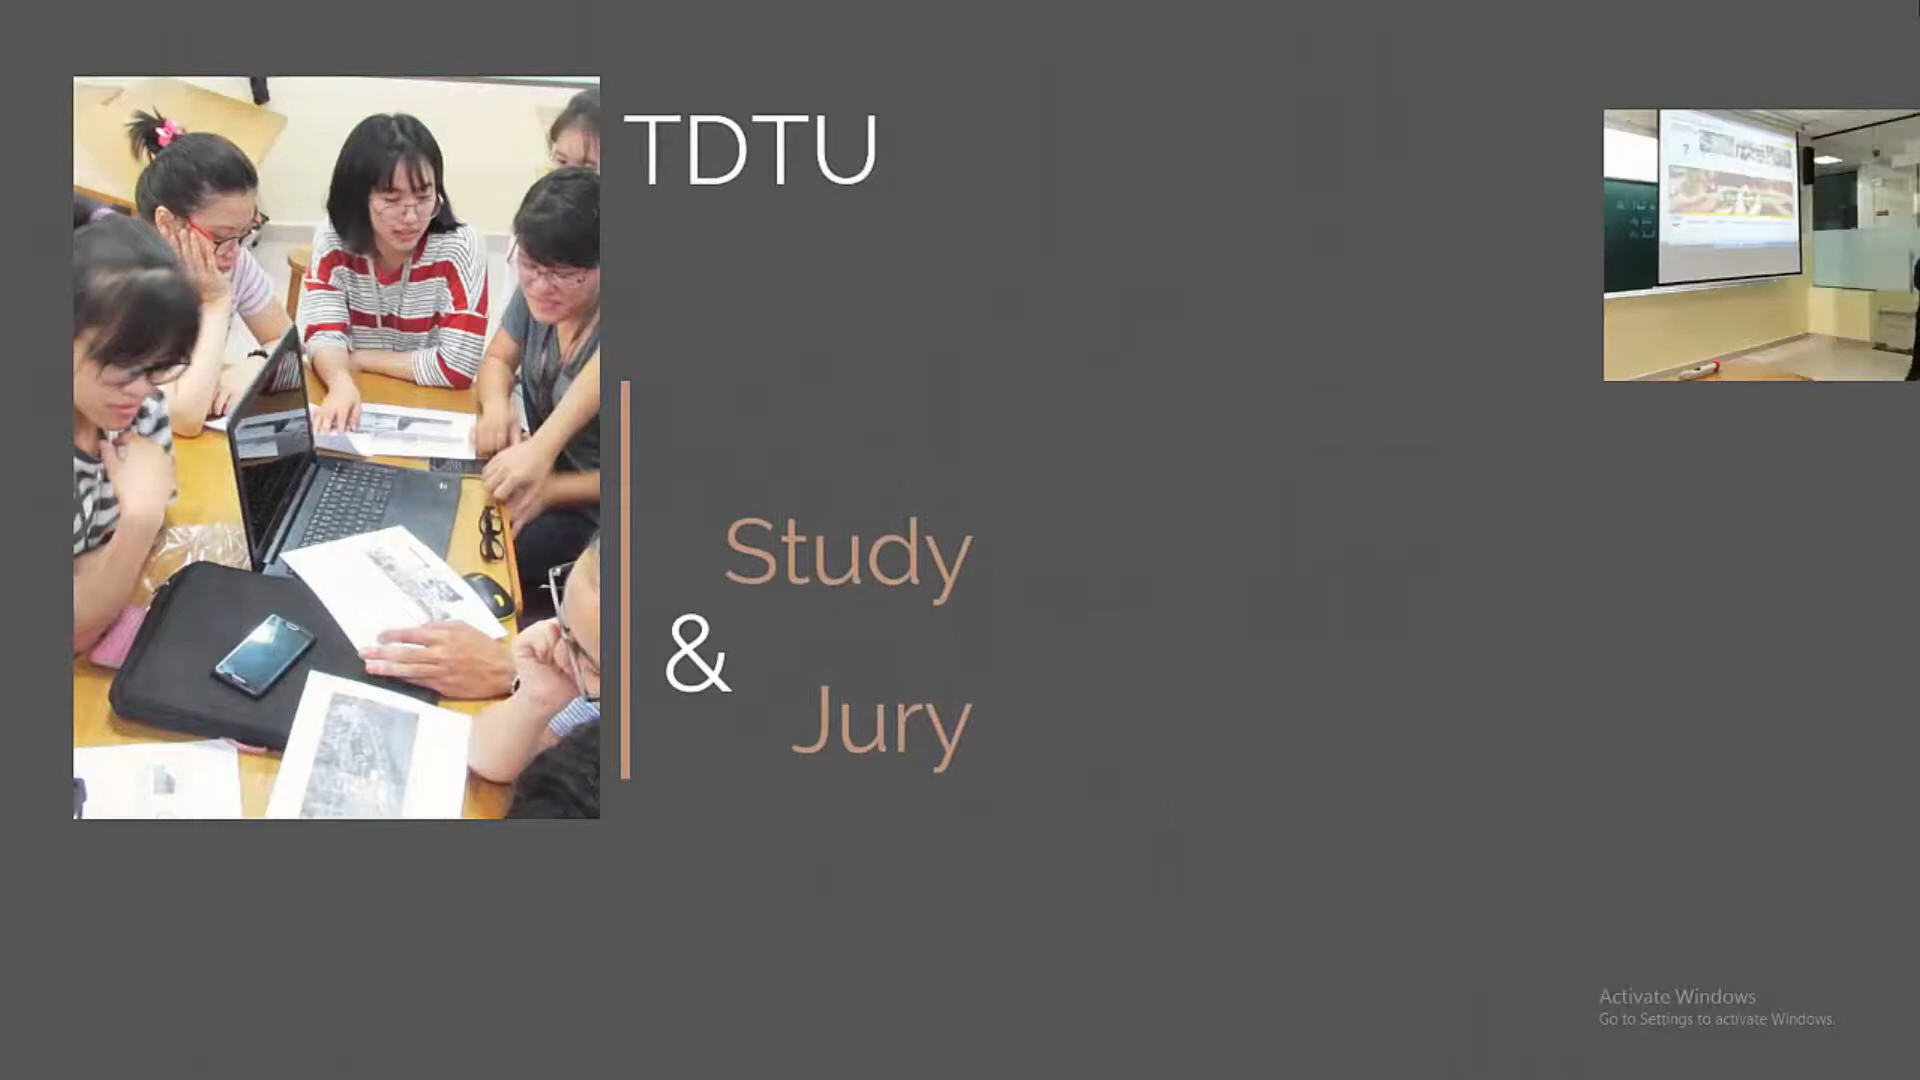 TDTU
Study
&
Jury
Activate Windows
Go to Settings to activate Windows.